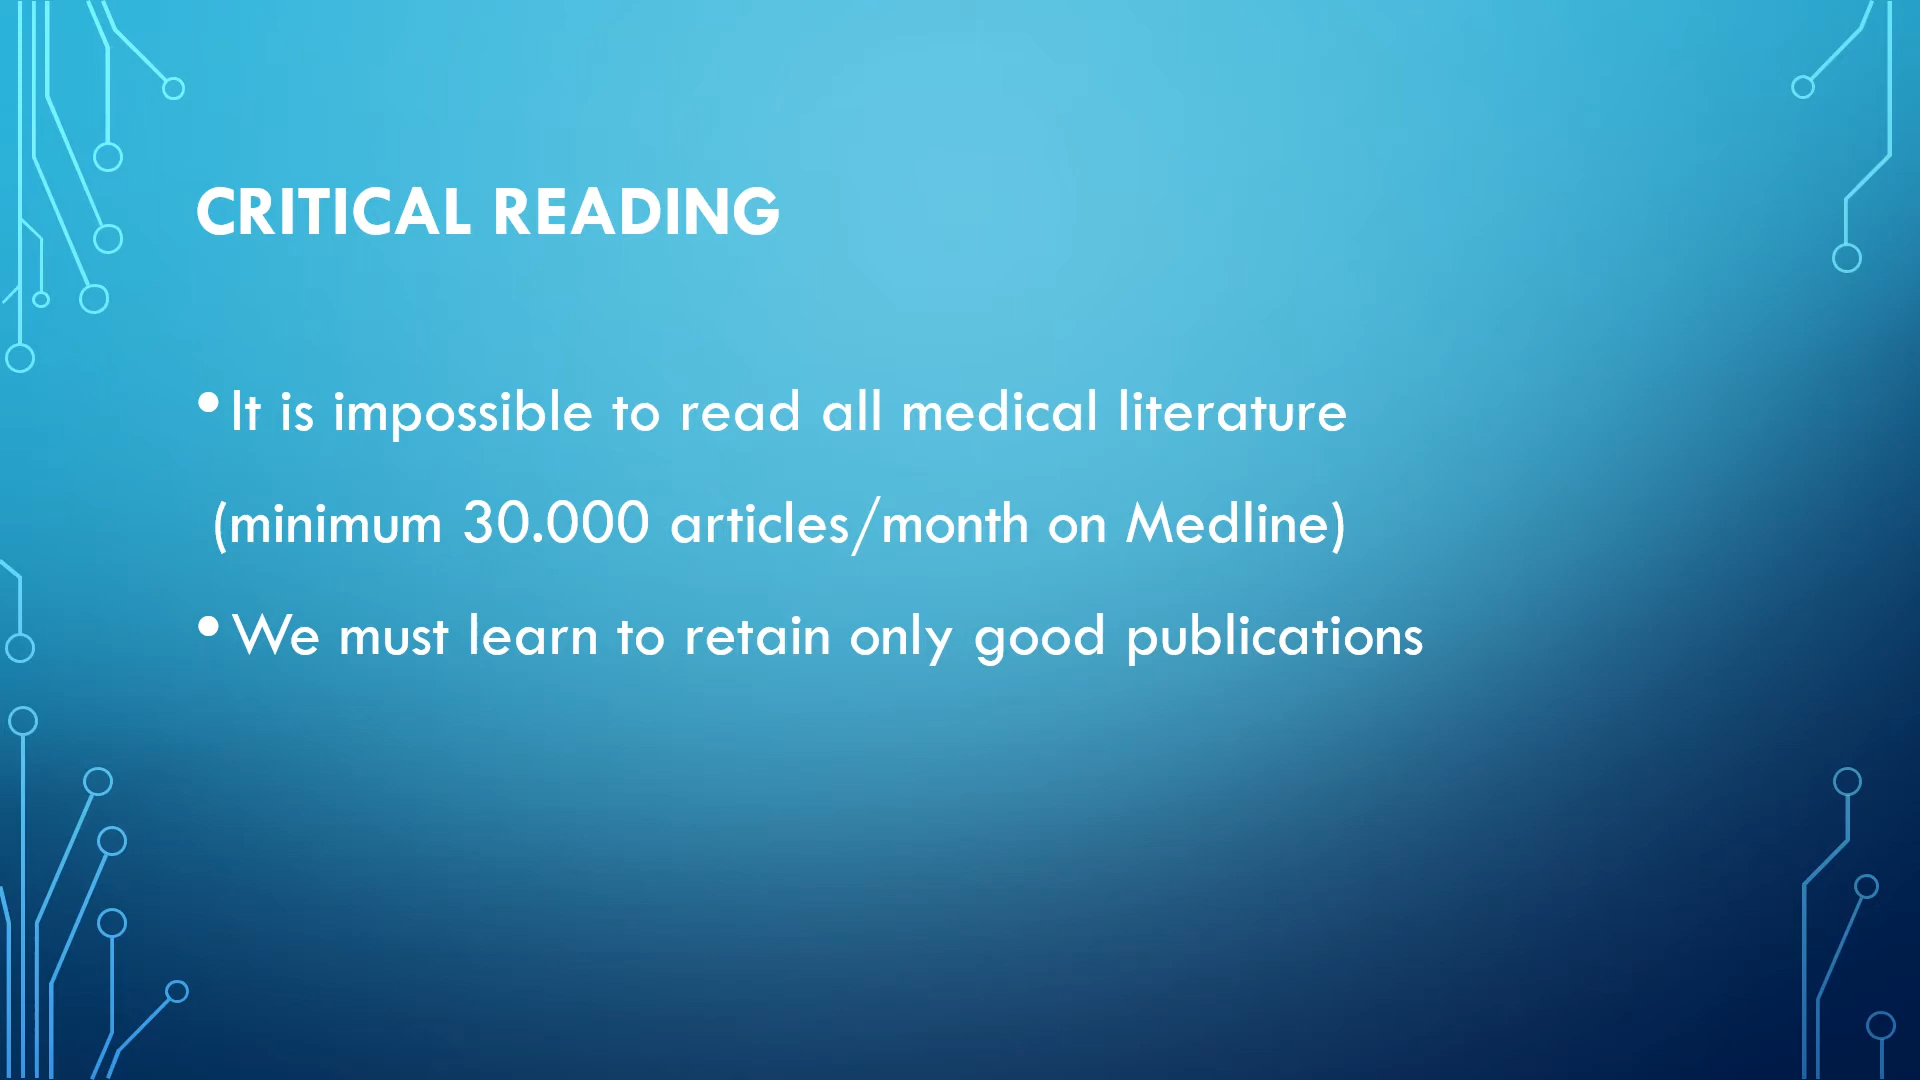 CRITICAL READING
• It is impossible to read all medical literature
(minimum 30.000 articles/month on Medline)
• We must learn to retain only good publications